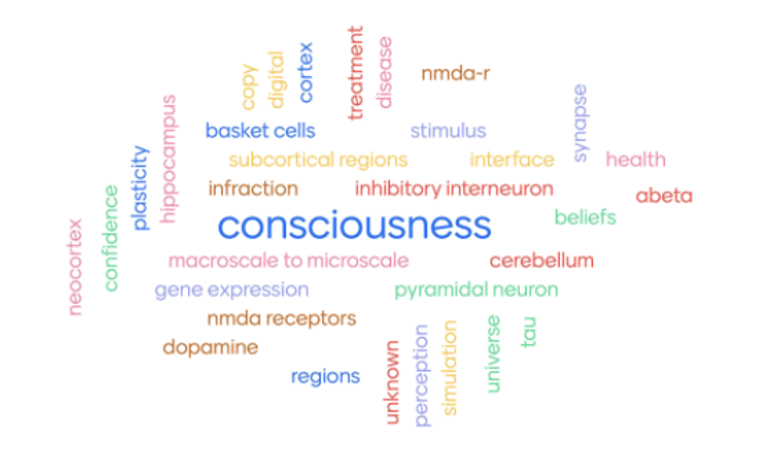 copy
digital
cortex
treatment
disease
nmda-r
basket cells
stimulus
synapse
subcortical regions
interface
health
hippocampus
plasticity
infraction
inhibitory interneuron
abeta
confidence
neocortex
consciousness
beliefs
macroscale to microscale
cerebellum
gene expression
pyramidal neuron
nmda receptors
dopamine
regions
unknown
perception
simulation
universe
tau